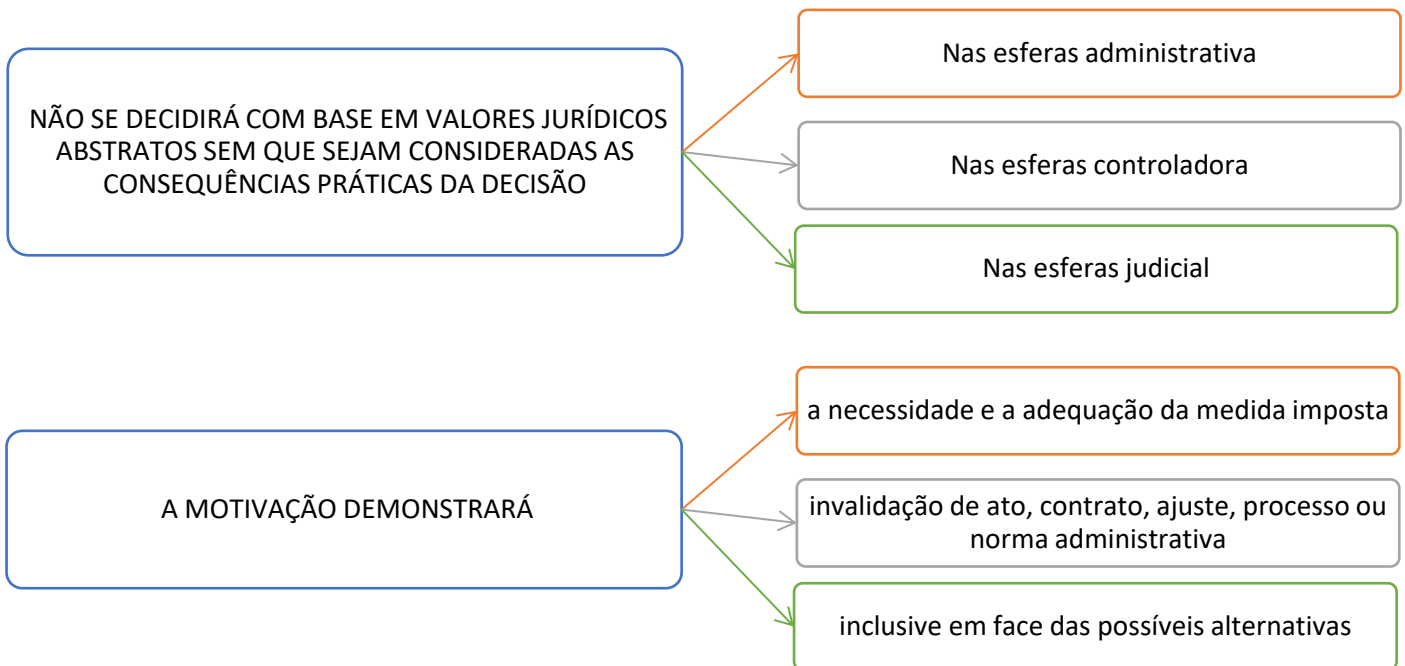 NÃO SE DECIDIRÁ COM BASE EM VALORES JURÍDICOS
ABSTRATOS SEM QUE SEJAM CONSIDERADAS AS
CONSEQUÊNCIAS PRÁTICAS DA DECISÃO
Nas esferas administrativa
Nas esferas controladora
Nas esferas judicial
A MOTIVAÇÃO DEMONSTRARÁ
a necessidade e a adequação da medida imposta
invalidação de ato, contrato, ajuste, processo ou
norma administrativa
inclusive em face das possíveis alternativas